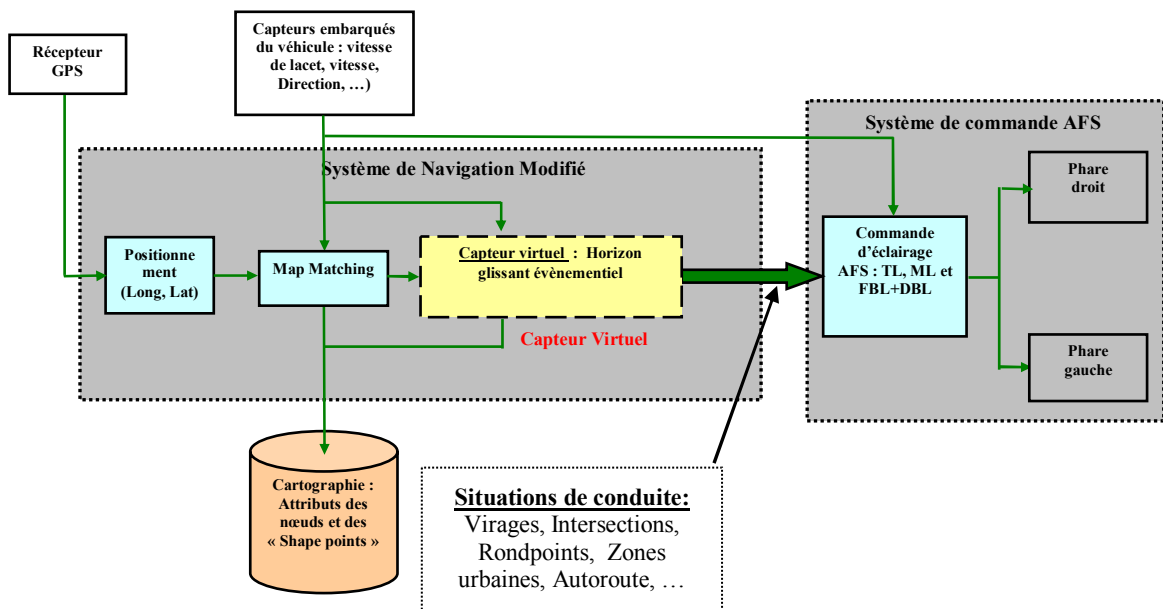 Récepteur
GPS
Capteurs embarqués
du véhicule : vitesse
de lacet, vitesse,
Direction, …)
Système de Navigation Modifié
Positionne
ment
(Long, Lat)
Map Matching
Capteur virtuel : Horizon
glissant évènementiel
Capteur Virtuel
Système de commande AFS
Commande
d’éclairage
AFS : TL, ML et
FBL+DBL
Phare
droit
Phare
gauche
Cartographie :
Attributs des
nœuds et des
« Shape points »
Situations de conduite:
Virages, Intersections,
Rondpoints, Zones
urbaines, Autoroute, …